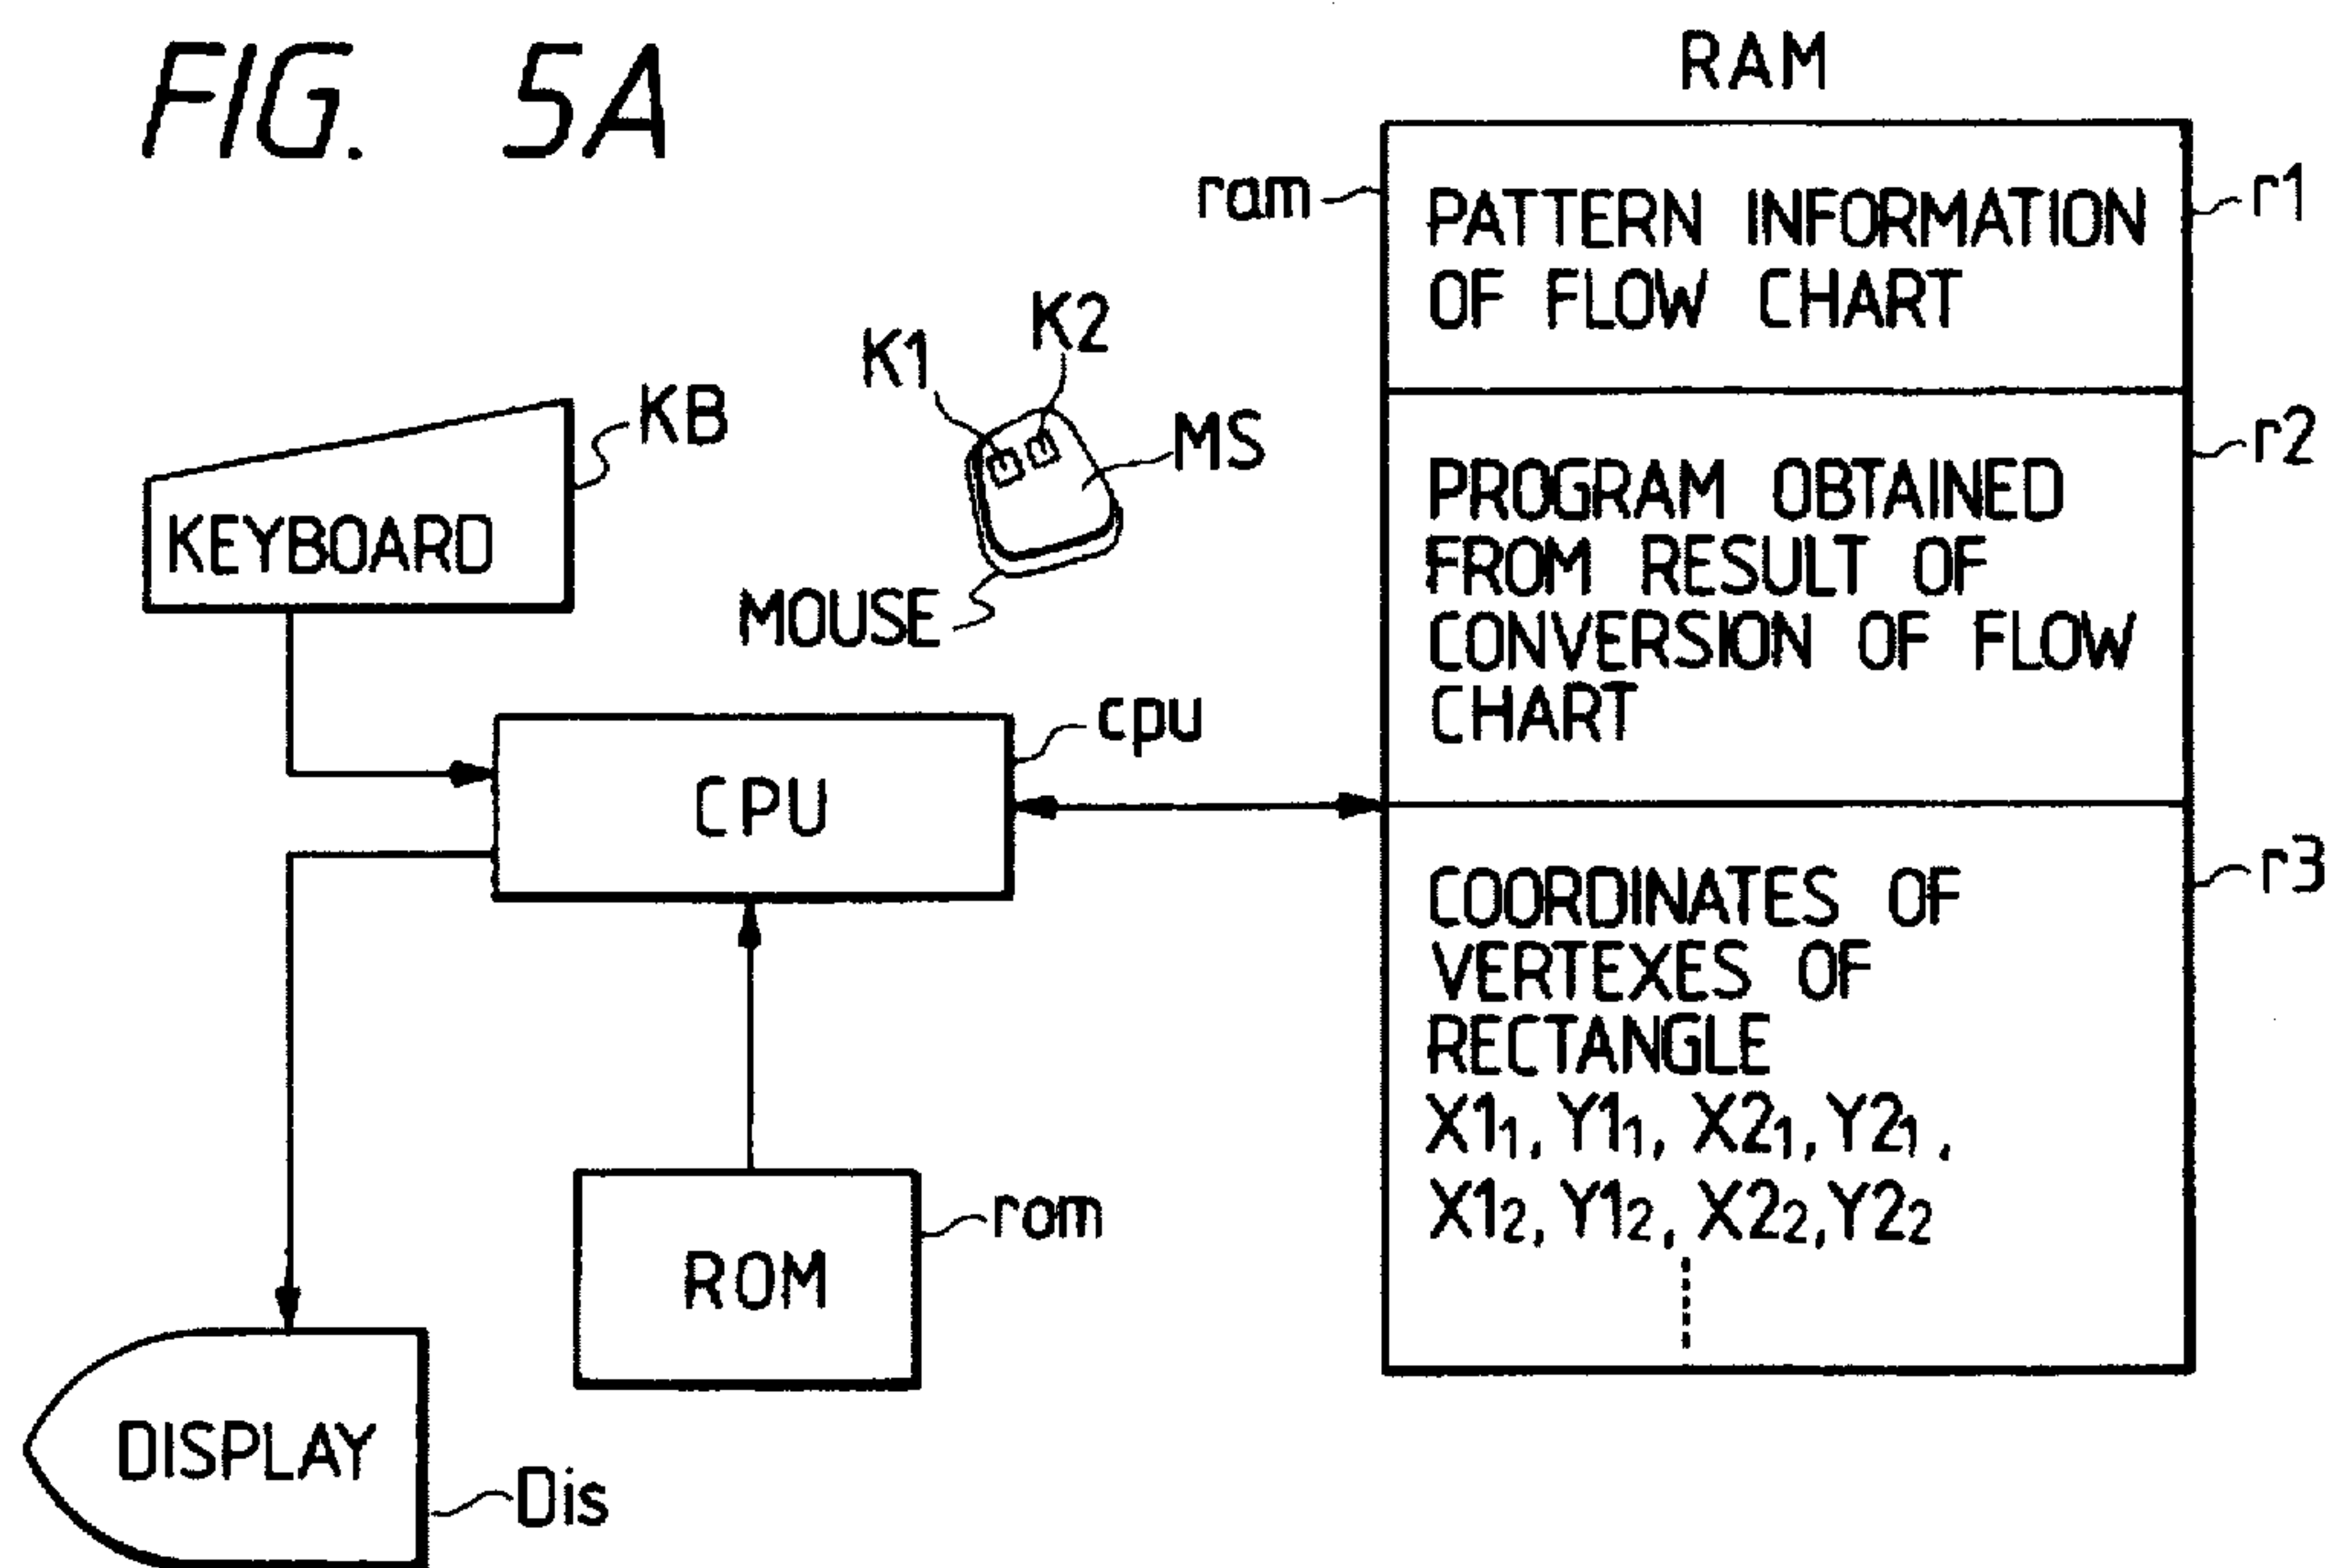 FIG. 5A
RAM
ram
r1
PATTERN INFORMATION
OF FLOW CHART
r2
PROGRAM OBTAINED
FROM RESULT OF
CONVERSION OF FLOW
CHART
r3
COORDINATES OF
VERTEXES OF
RECTANGLE
X1₁, Y1₁, X2₁, Y2₁,
X1₂, Y1₂, X2₂, Y2₂
K1
K2
MS
MOUSE
KB
KEYBOARD
cpu
CPU
rom
ROM
DISPLAY
Dis